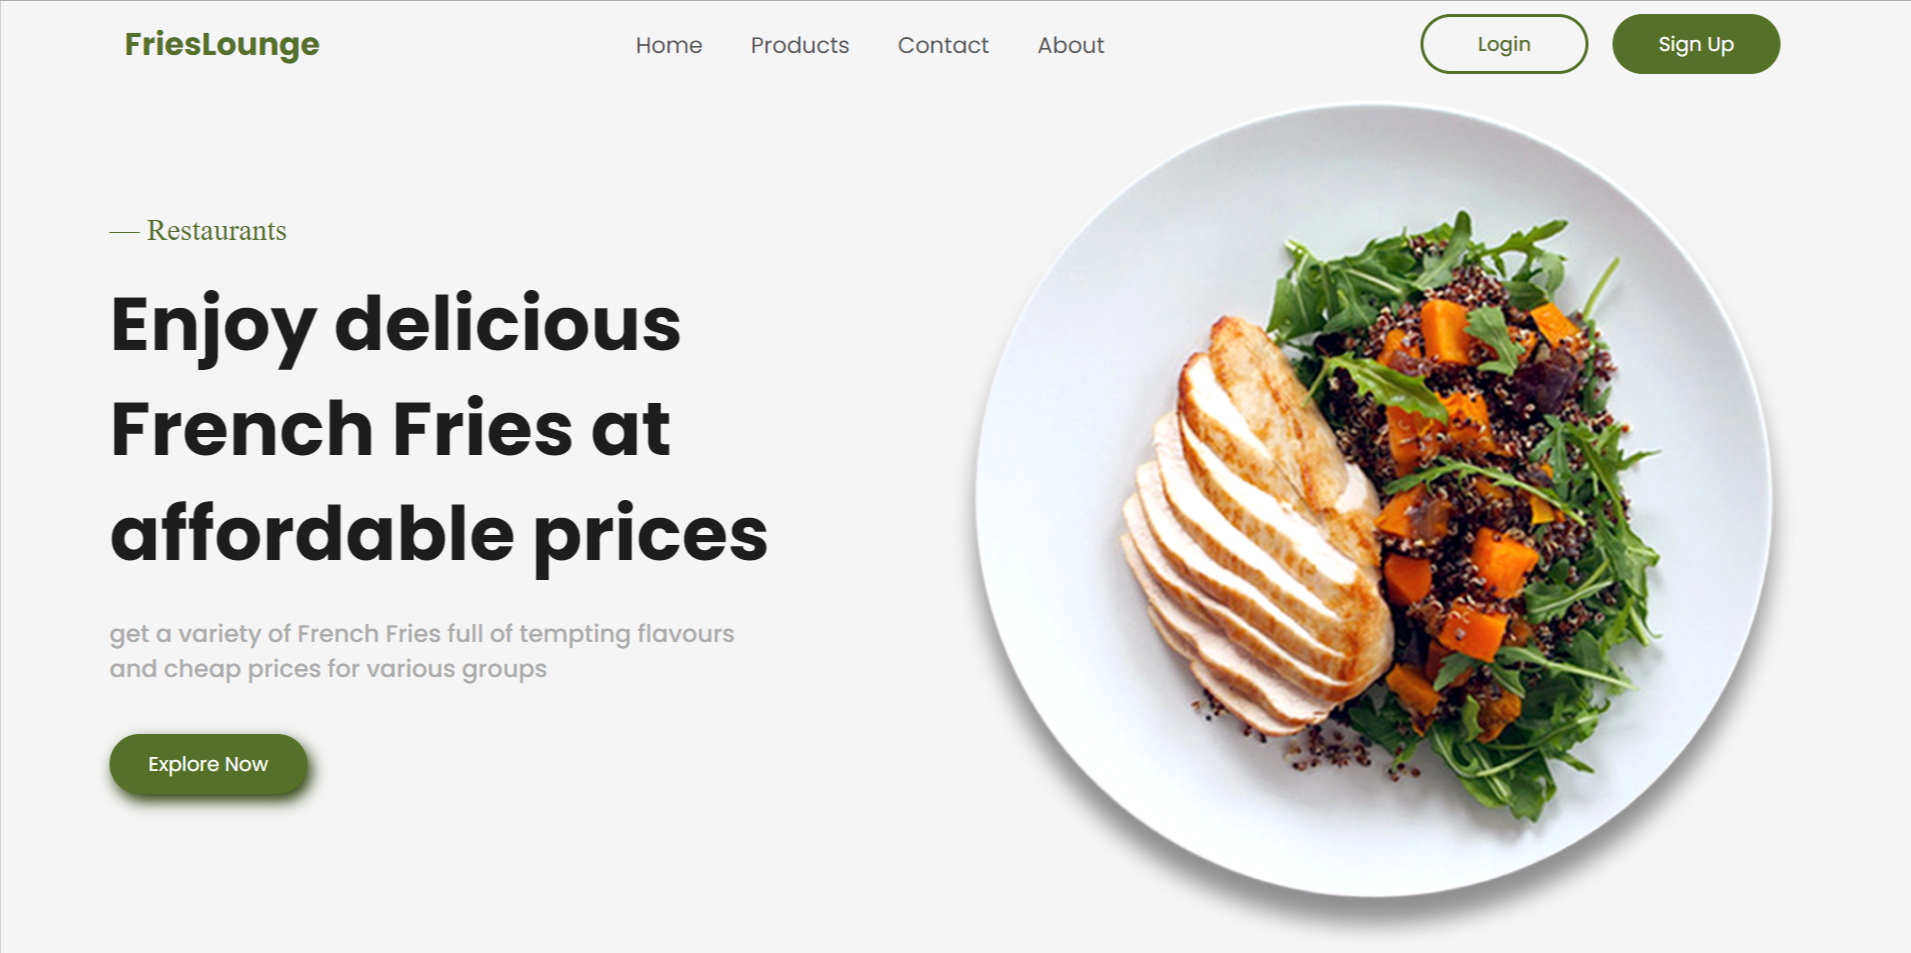 FriesLounge
Home
Products
Contact
About
Login
Sign Up
— Restaurants
Enjoy delicious
French Fries at
affordable prices
get a variety of French Fries full of tempting flavours
and cheap prices for various groups
Explore Now